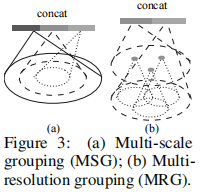 concat
concat
(a)
(b)
Figure 3: (a) Multi-scale
grouping (MSG); (b) Multi-
resolution grouping (MRG).